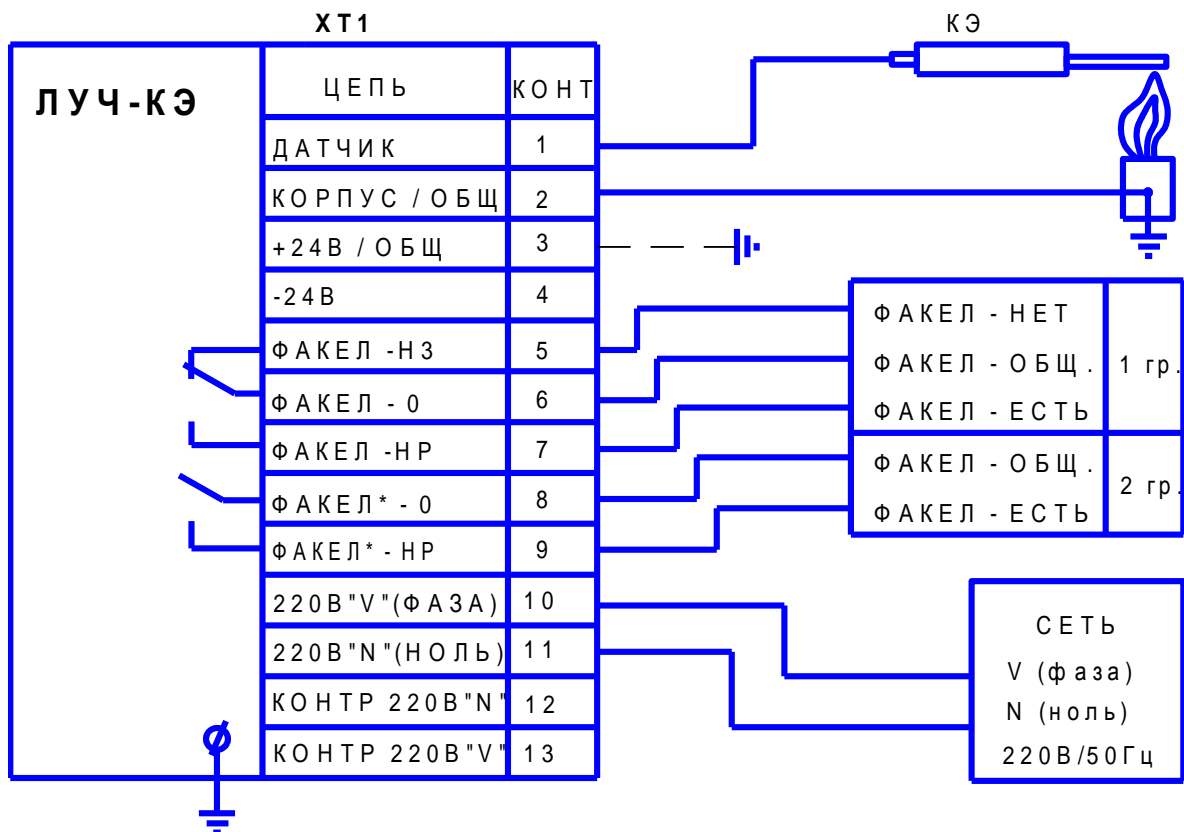 ХТ1
КЭ
ЛУЧ-КЭ
ЦЕПЬ КОНТ
ДАТЧИК 1
КОРПУС / ОБЩ 2
+24В / ОБЩ 3
-24В 4
ФАКЕЛ -НЗ 5
ФАКЕЛ - 0 6
ФАКЕЛ -НР 7
ФАКЕЛ* - 0 8
ФАКЕЛ* - НР 9
220В"V"(ФАЗА) 10
220В"N"(НОЛЬ) 11
КОНТР 220В"N" 12
КОНТР 220В"V" 13
ФАКЕЛ - НЕТ
ФАКЕЛ - ОБЩ.
ФАКЕЛ - ЕСТЬ
1 гр.
ФАКЕЛ - ОБЩ.
ФАКЕЛ - ЕСТЬ
2 гр.
СЕТЬ
V (фаза)
N (ноль)
220В/50Гц